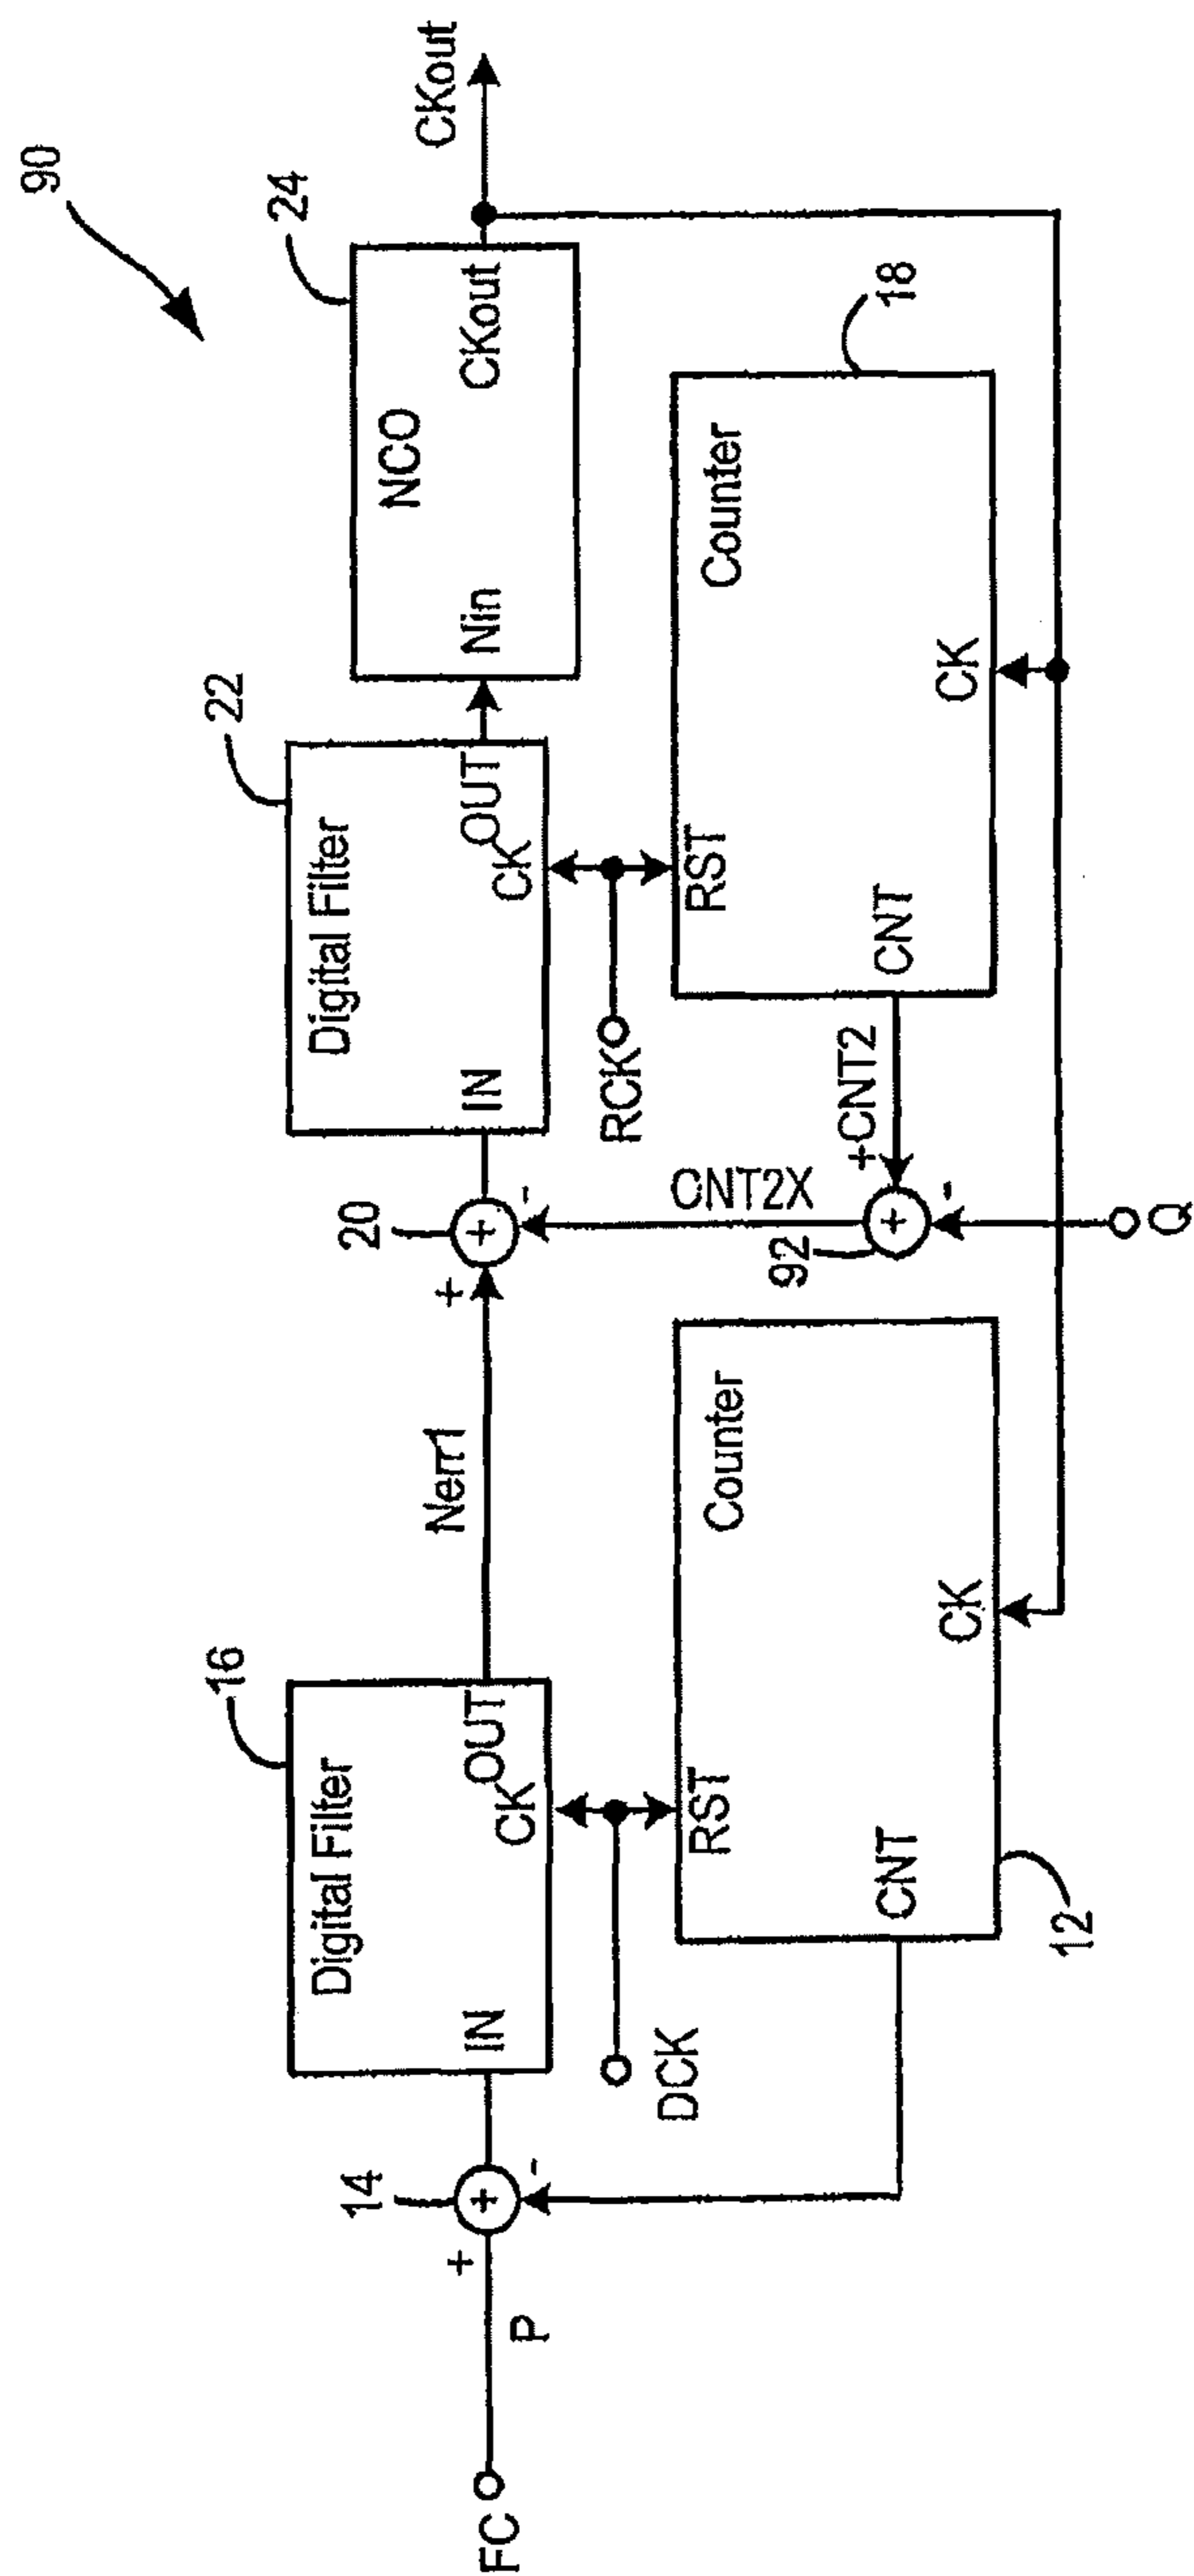 90
16
22
24
Digital Filter
Digital Filter
NCO
FC
P
+
14
+
-
IN
OUT
CK
Nerr1
+
20
+
-
IN
OUT
CK
Nin
CKout
CKout
DCK
RCK
CNT2X
RST
Counter
CNT
CK
12
+CNT2
92
+
-
Q
RST
Counter
CNT
CK
18